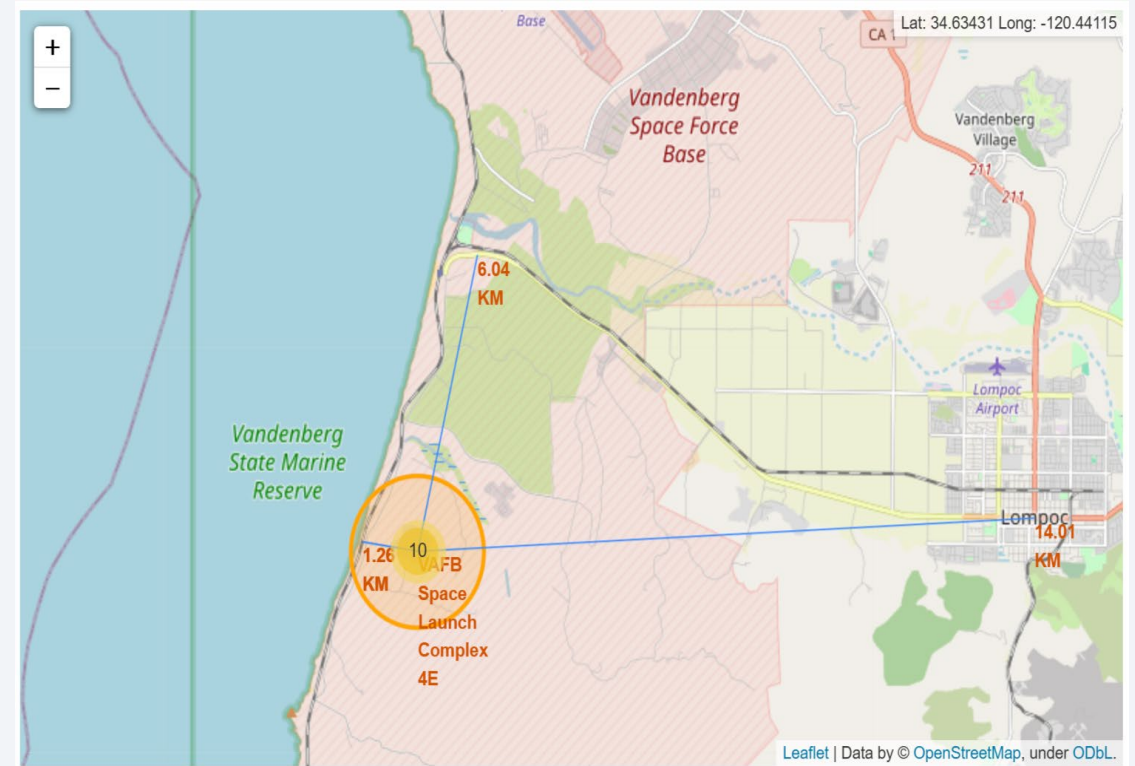 +
−
Base
CA 1
Lat: 34.63431 Long: -120.44115
Vandenberg
Space Force
Base
Vandenberg
Village
211
211
6.04
KM
Lompoc
Airport
Vandenberg
State Marine
Reserve
Lompoc
14.01
KM
10
1.26
KM
VAFB
Space
Launch
Complex
4E
Leaflet | Data by © OpenStreetMap, under ODbL.